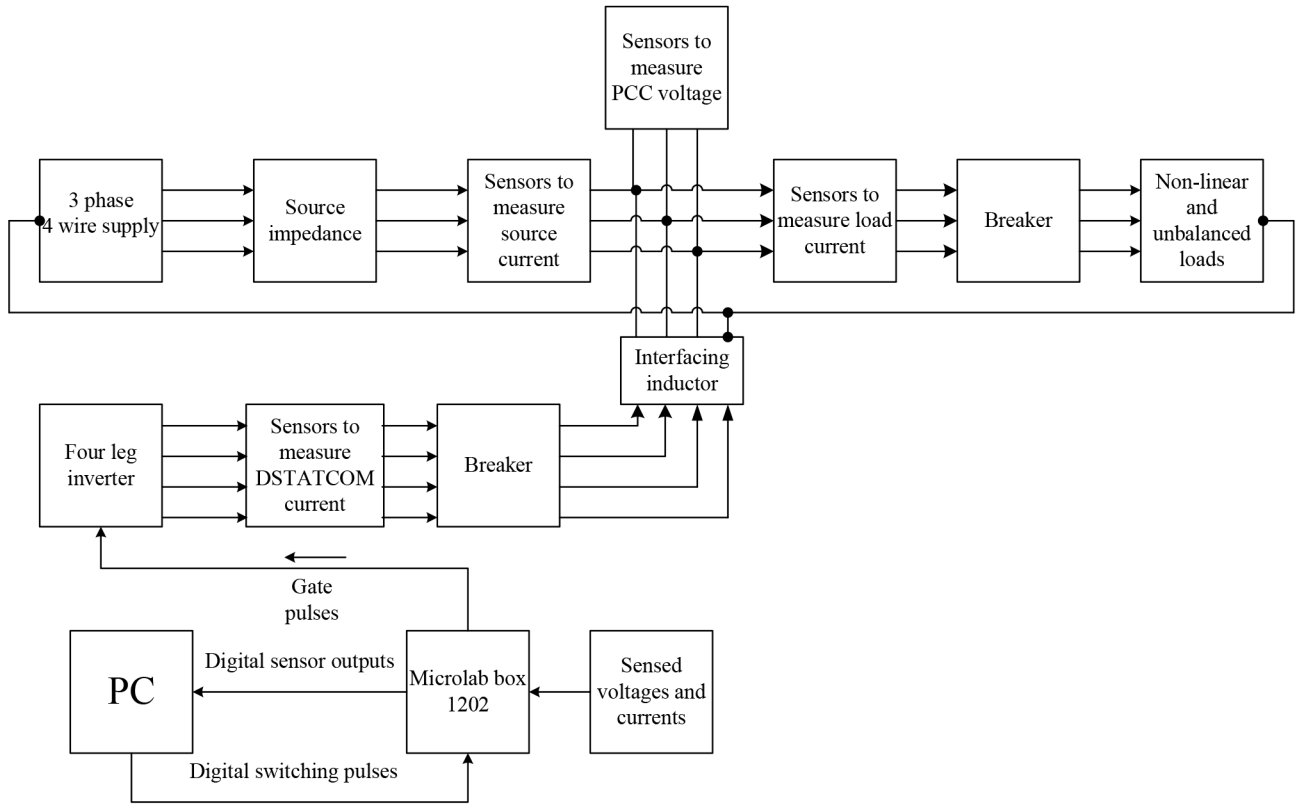 Sensors to
measure
PCC voltage
3 phase
4 wire supply
Source
impedance
Sensors to
measure
source
current
Sensors to
measure load
current
Breaker
Non-linear
and
unbalanced
loads
Interfacing
inductor
Four leg
inverter
Sensors to
measure
DSTATCOM
current
Breaker
Gate
pulses
PC
Digital sensor outputs
Microlab box
1202
Sensed
voltages and
currents
Digital switching pulses